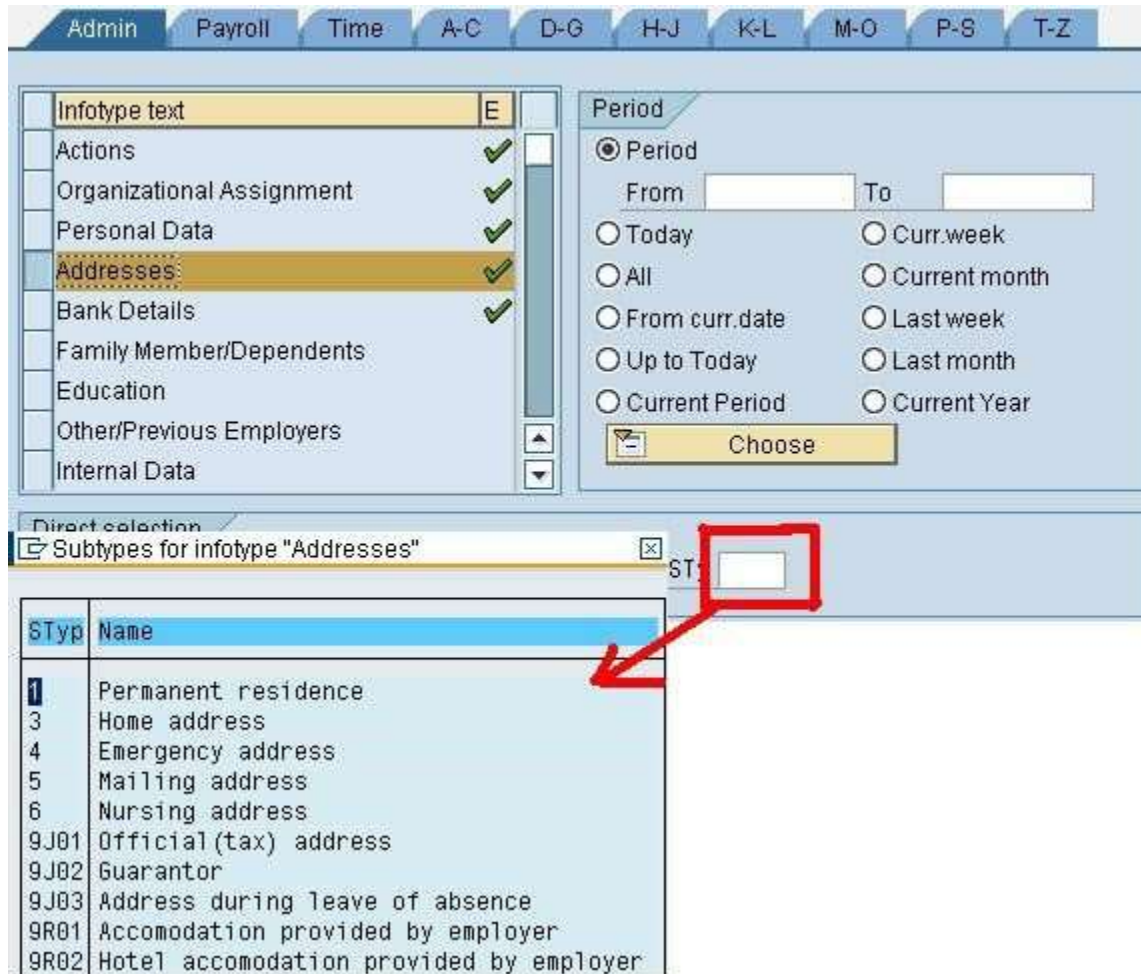 Admin Payroll Time A-C D-G H-J K-L M-O P-S T-Z
Infotype text E
Actions
Organizational Assignment
Personal Data
Addresses
Bank Details
Family Member/Dependents
Education
Other/Previous Employers
Internal Data
Period
Period
From To
Today Curr.week
All Current month
From curr.date Last week
Up to Today Last month
Current Period Current Year
Choose
Direct selection
Subtypes for infotype "Addresses"
STy
STyp Name
1 Permanent residence
3 Home address
4 Emergency address
5 Mailing address
6 Nursing address
9J01 Official(tax) address
9J02 Guarantor
9J03 Address during leave of absence
9R01 Accomodation provided by employer
9R02 Hotel accomodation provided by employer